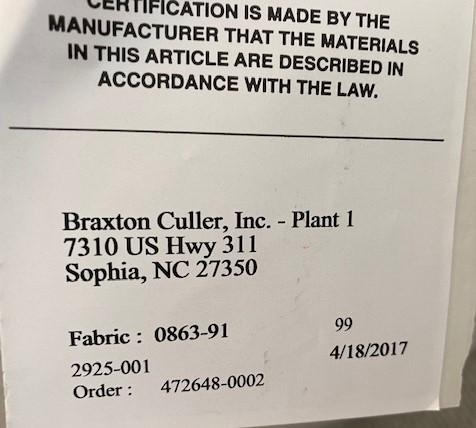 CERTIFICATION IS MADE BY THE
MANUFACTURER THAT THE MATERIALS
IN THIS ARTICLE ARE DESCRIBED IN
ACCORDANCE WITH THE LAW.
Braxton Culler, Inc. - Plant 1
7310 US Hwy 311
Sophia, NC 27350
Fabric : 0863-91 99
2925-001 4/18/2017
Order : 472648-0002